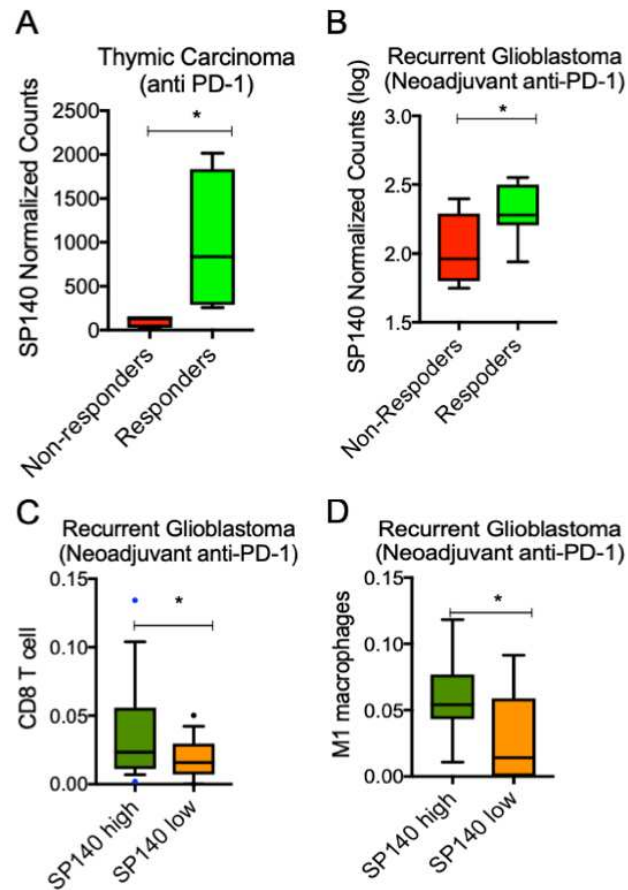 A
Thymic Carcinoma
(anti PD-1)
SP140 Normalized Counts
2500
2000
1500
1000
500
0
*
Non-responders
Responders
B
Recurrent Glioblastoma
(Neoadjuvant anti-PD-1)
SP140 Normalized Counts (log)
3.0
2.5
2.0
1.5
*
Non-Respoders
Respoders
C
Recurrent Glioblastoma
(Neoadjuvant anti-PD-1)
CD8 T cell
0.15
0.10
0.05
0.00
*
SP140 high
SP140 low
D
Recurrent Glioblastoma
(Neoadjuvant anti-PD-1)
M1 macrophages
0.15
0.10
0.05
0.00
*
SP140 high
SP140 low